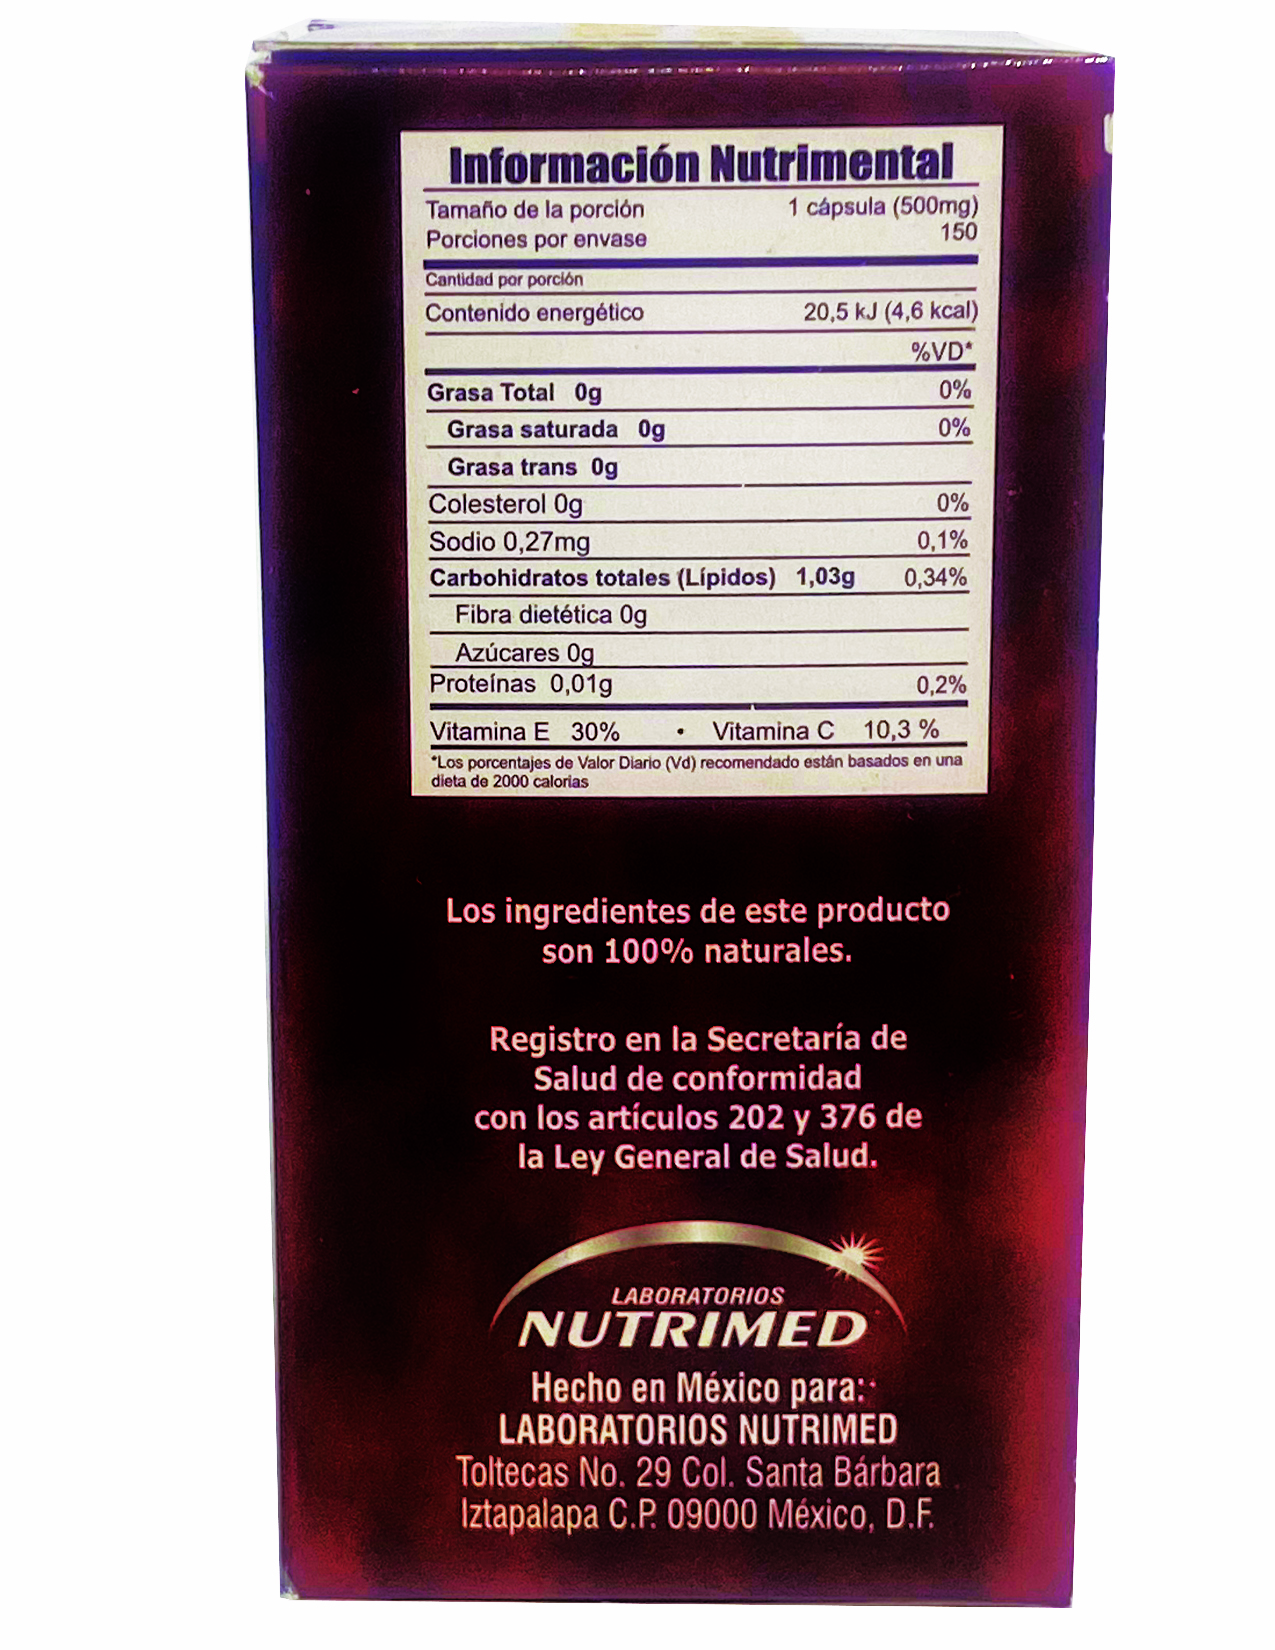 Información Nutrimental
Tamaño de la porción 1 cápsula (500mg)
Porciones por envase 150
Cantidad por porción
Contenido energético 20,5 kJ (4,6 kcal)
%VD*
Grasa Total 0g 0%
Grasa saturada 0g 0%
Grasa trans 0g
Colesterol 0g 0%
Sodio 0,27mg 0,1%
Carbohidratos totales (Lípidos) 1,03g 0,34%
Fibra dietética 0g
Azúcares 0g
Proteínas 0,01g 0,2%
Vitamina E 30% • Vitamina C 10,3 %
*Los porcentajes de Valor Diario (Vd) recomendado están basados en una
dieta de 2000 calorias
Los ingredientes de este producto
son 100% naturales.
Registro en la Secretaría de
Salud de conformidad
con los artículos 202 y 376 de
la Ley General de Salud.
LABORATORIOS
NUTRIMED
Hecho en México para:
LABORATORIOS NUTRIMED
Toltecas No. 29 Col. Santa Bárbara
Iztapalapa C.P. 09000 México, D.F.